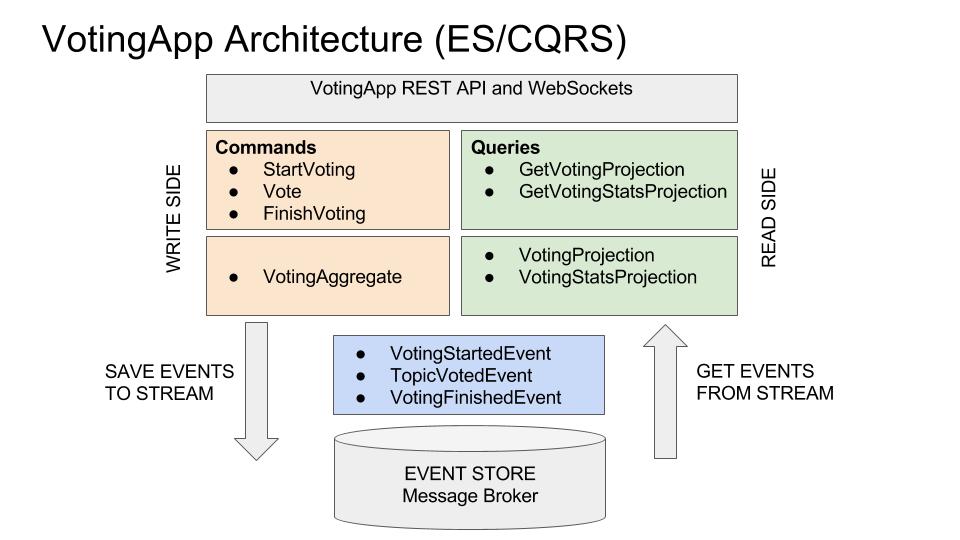 VotingApp Architecture (ES/CQRS)
VotingApp REST API and WebSockets
WRITE SIDE
Commands
● StartVoting
● Vote
● FinishVoting
Queries
● GetVotingProjection
● GetVotingStatsProjection
READ SIDE
● VotingAggregate
● VotingProjection
● VotingStatsProjection
SAVE EVENTS
TO STREAM
● VotingStartedEvent
● TopicVotedEvent
● VotingFinishedEvent
GET EVENTS
FROM STREAM
EVENT STORE
Message Broker